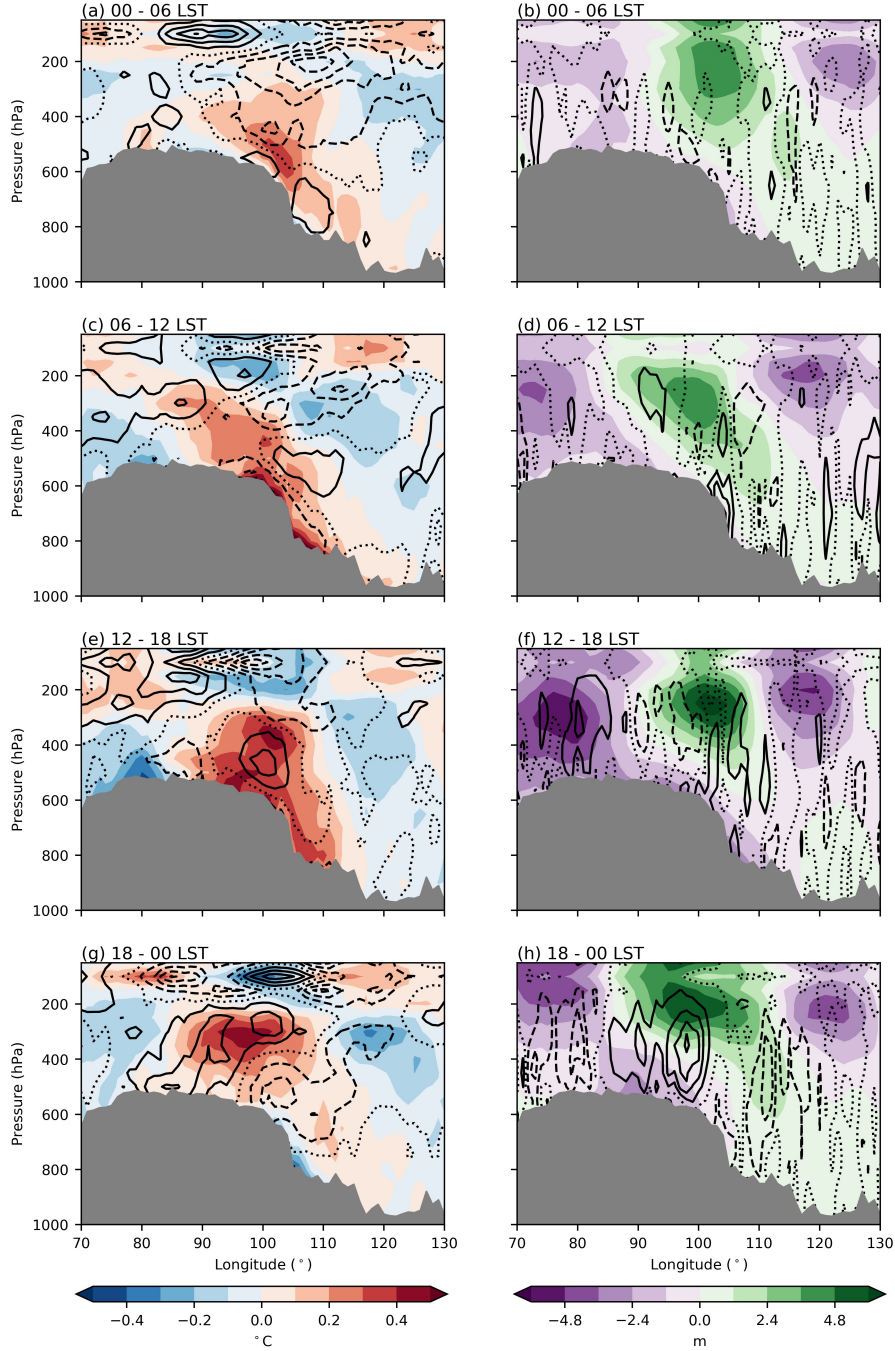 (a) 00 - 06 LST
(b) 00 - 06 LST
Pressure (hPa)
200
400
600
800
1000
(c) 06 - 12 LST
(d) 06 - 12 LST
Pressure (hPa)
200
400
600
800
1000
(e) 12 - 18 LST
(f) 12 - 18 LST
Pressure (hPa)
200
400
600
800
1000
(g) 18 - 00 LST
(h) 18 - 00 LST
Pressure (hPa)
200
400
600
800
1000
70 80 90 100 110 120 130
70 80 90 100 110 120 130
Longitude (°)
Longitude (°)
−0.4 −0.2 0.0 0.2 0.4
−4.8 −2.4 0.0 2.4 4.8
°C
m